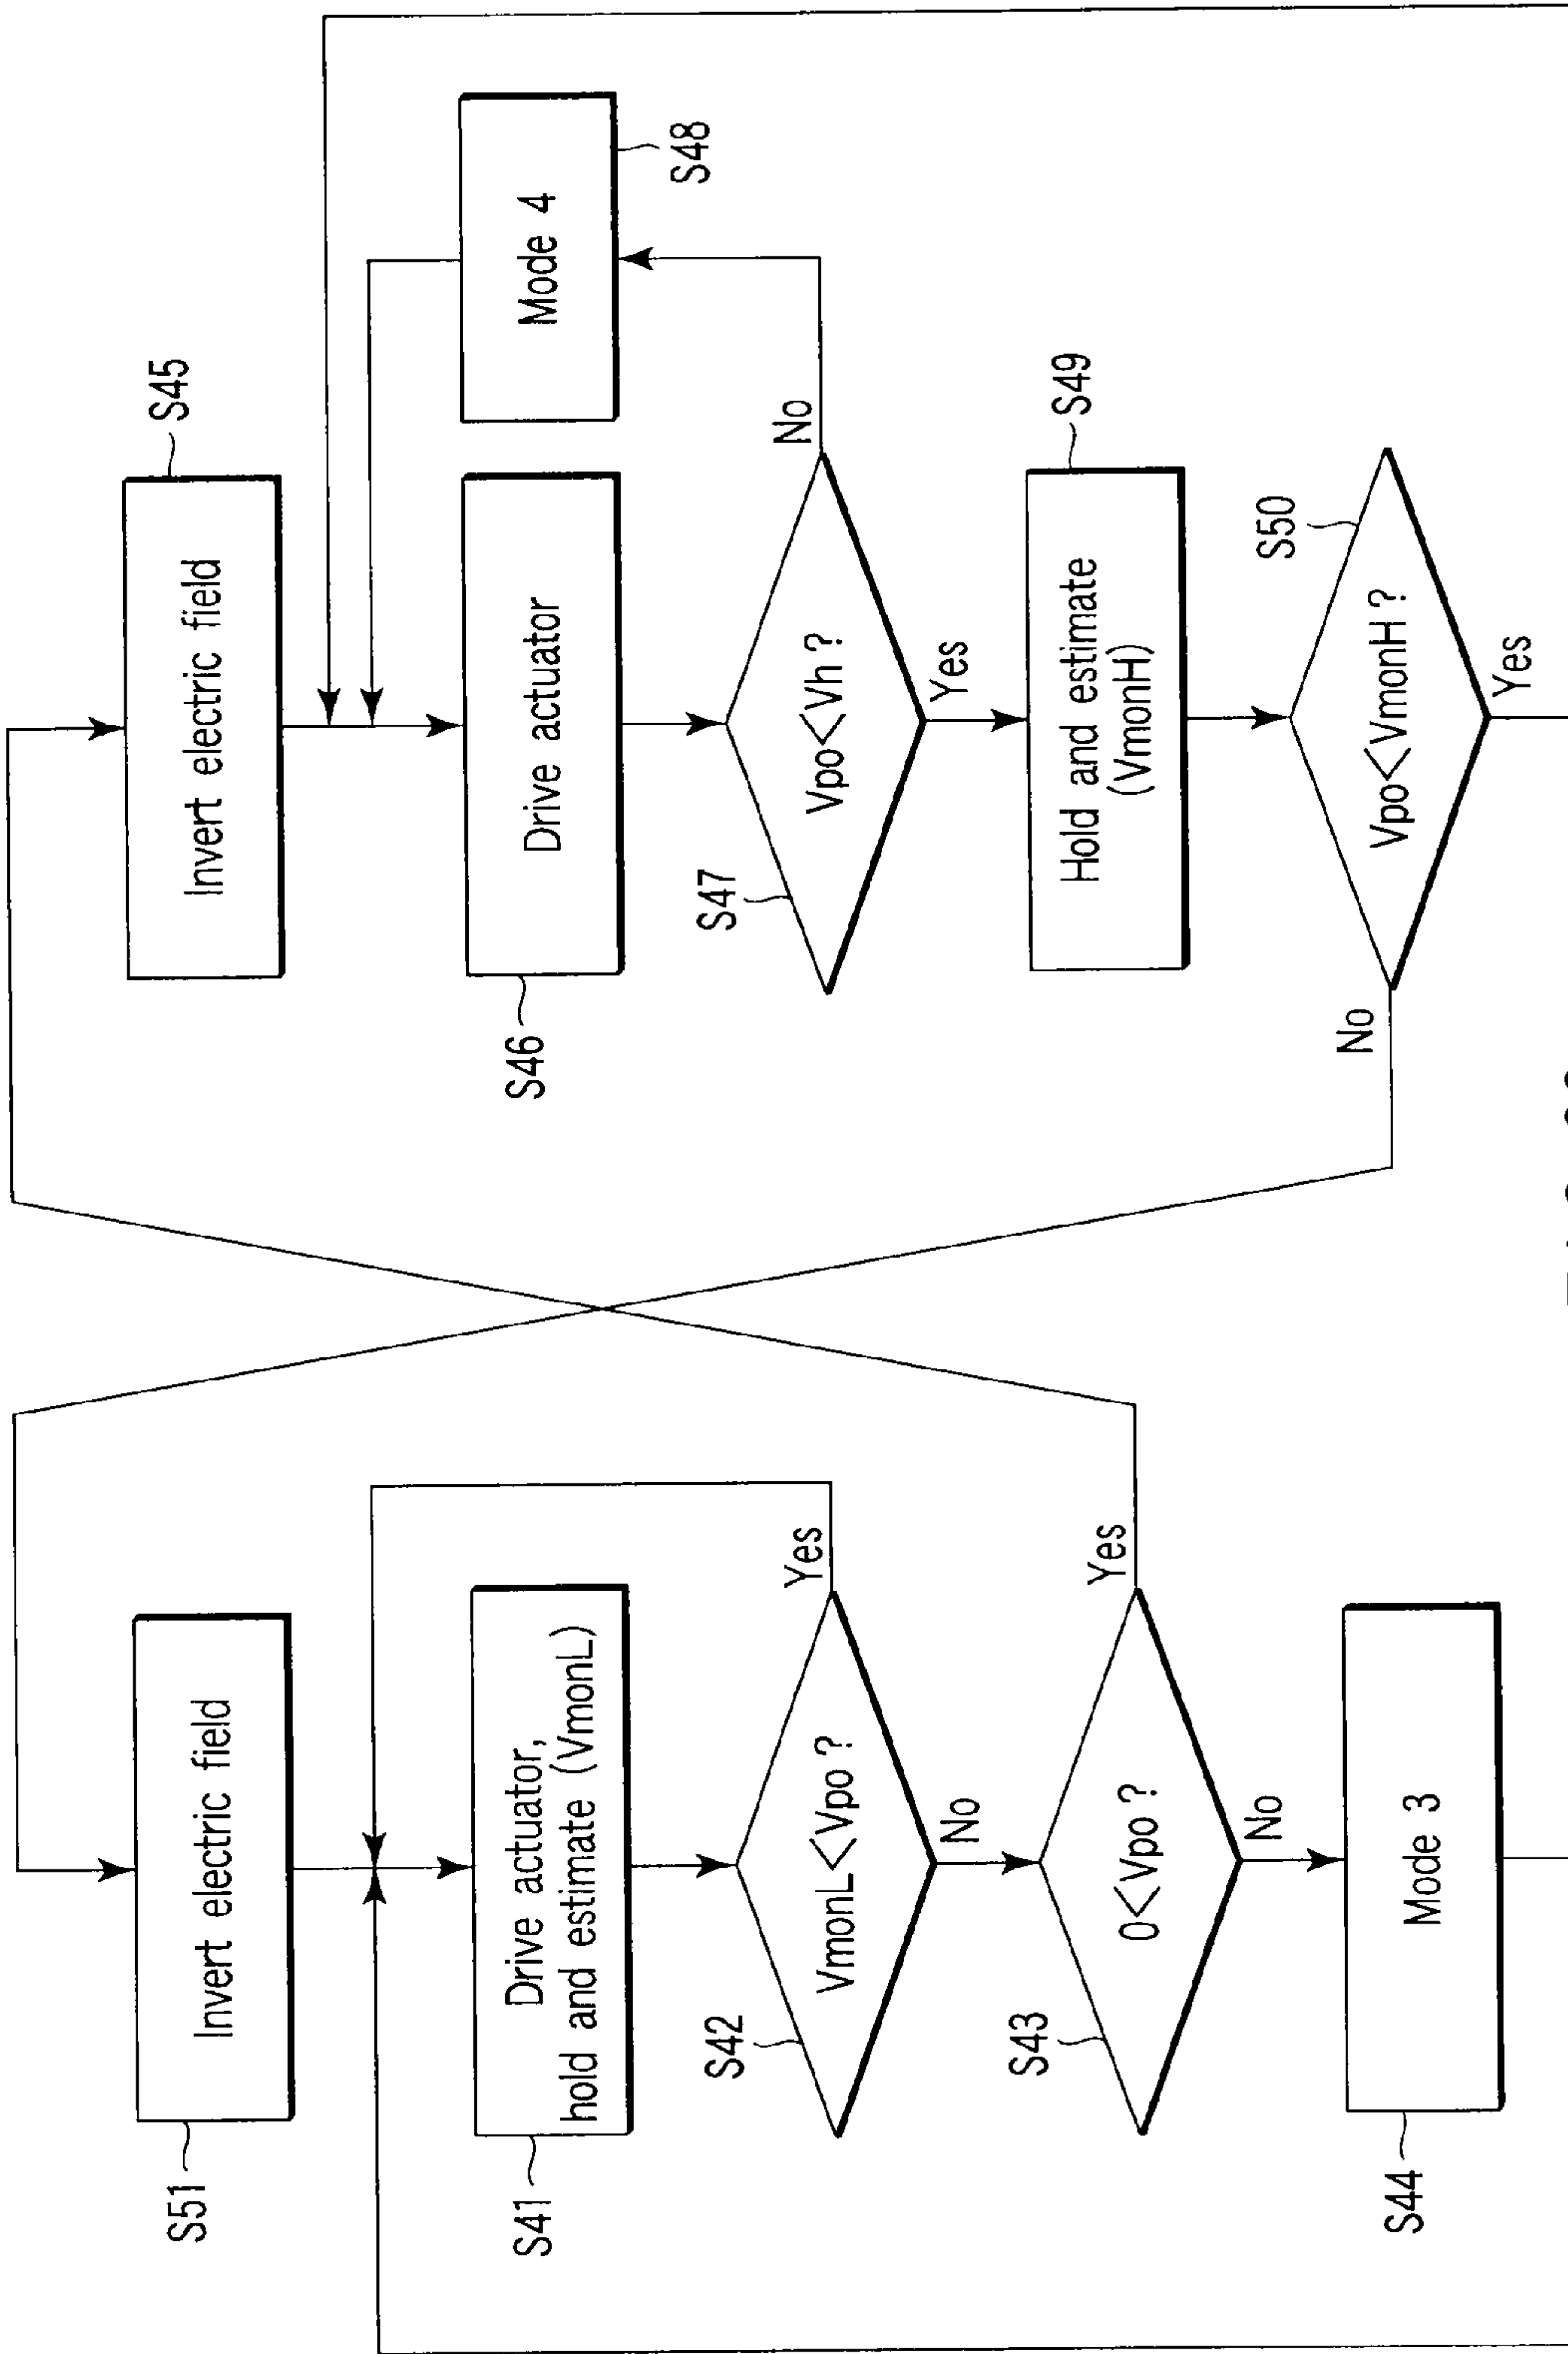 S51
Invert electric field
S41
Drive actuator,
hold and estimate (VmonL)
S42
VmonL<Vpo ?
Yes
No
S43
0<Vpo ?
Yes
No
S44
Mode 3
S45
Invert electric field
S46
Drive actuator
S47
Vpo<Vh ?
No
Yes
S48
Mode 4
S49
Hold and estimate
(VmonH)
S50
Vpo<VmonH ?
No
Yes